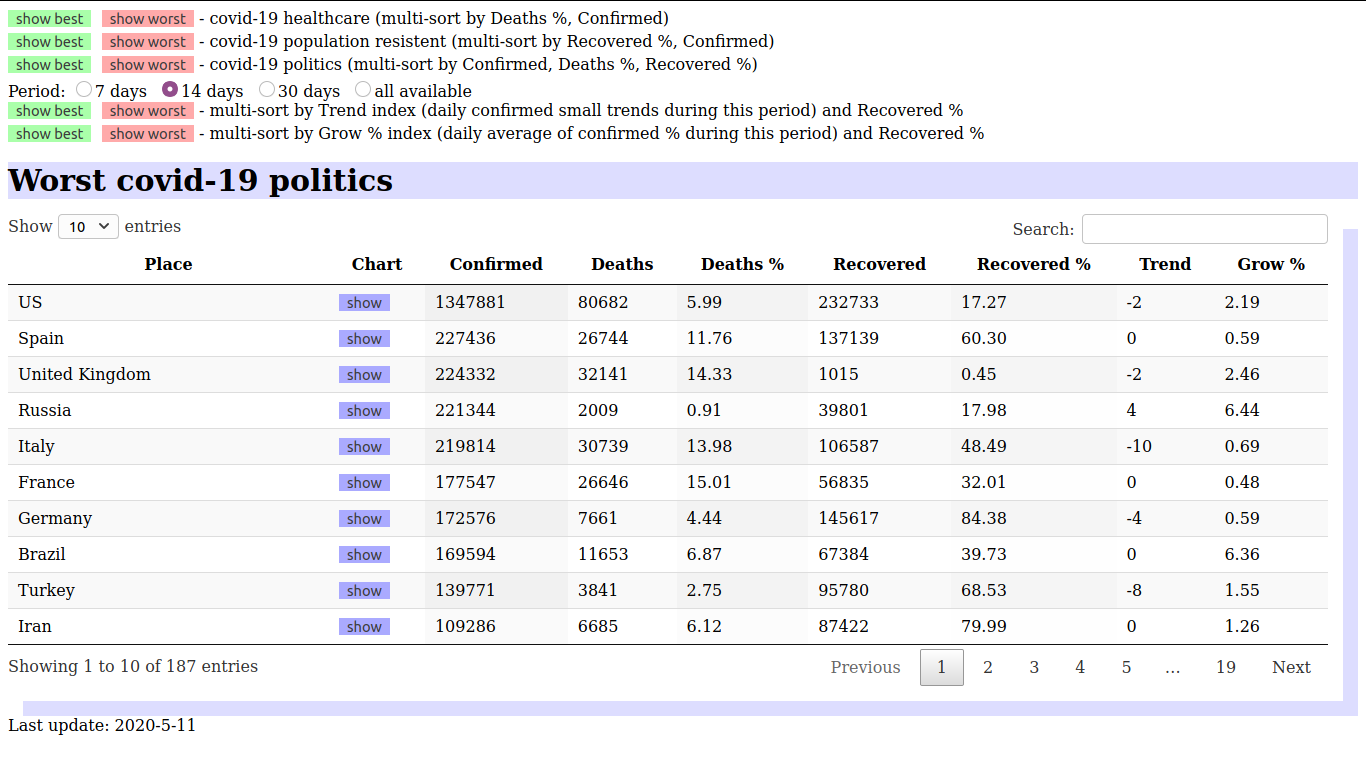 show best show worst - covid-19 healthcare (multi-sort by Deaths %, Confirmed)
show best show worst - covid-19 population resistent (multi-sort by Recovered %, Confirmed)
show best show worst - covid-19 politics (multi-sort by Confirmed, Deaths %, Recovered %)
Period: 7 days 14 days 30 days all available
show best show worst - multi-sort by Trend index (daily confirmed small trends during this period) and Recovered %
show best show worst - multi-sort by Grow % index (daily average of confirmed % during this period) and Recovered %
Worst covid-19 politics
Show 10 entries Search:
Place Chart Confirmed Deaths Deaths % Recovered Recovered % Trend Grow %
US show 1347881 80682 5.99 232733 17.27 -2 2.19
Spain show 227436 26744 11.76 137139 60.30 0 0.59
United Kingdom show 224332 32141 14.33 1015 0.45 -2 2.46
Russia show 221344 2009 0.91 39801 17.98 4 6.44
Italy show 219814 30739 13.98 106587 48.49 -10 0.69
France show 177547 26646 15.01 56835 32.01 0 0.48
Germany show 172576 7661 4.44 145617 84.38 -4 0.59
Brazil show 169594 11653 6.87 67384 39.73 0 6.36
Turkey show 139771 3841 2.75 95780 68.53 -8 1.55
Iran show 109286 6685 6.12 87422 79.99 0 1.26
Showing 1 to 10 of 187 entries Previous 1 2 3 4 5 … 19 Next
Last update: 2020-5-11